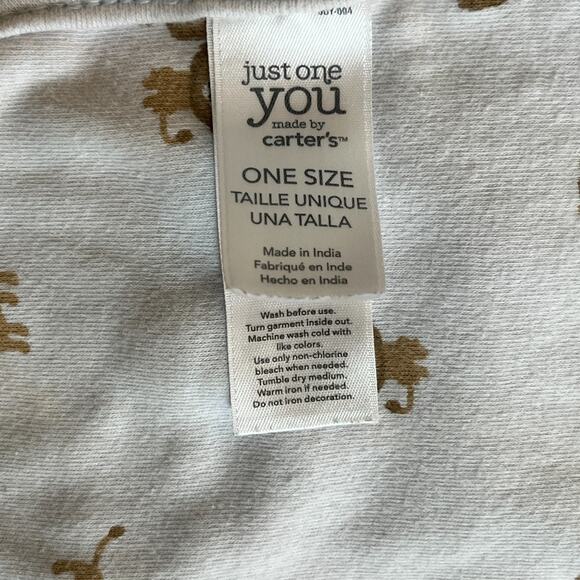 just one
you
made by
carter's™
ONE SIZE
TAILLE UNIQUE
UNA TALLA
Made in India
Fabriqué en Inde
Hecho en India
Wash before use.
Turn garment inside out.
Machine wash cold with
like colors.
Use only non-chlorine
bleach when needed.
Tumble dry medium.
Warm iron if needed.
Do not iron decoration.